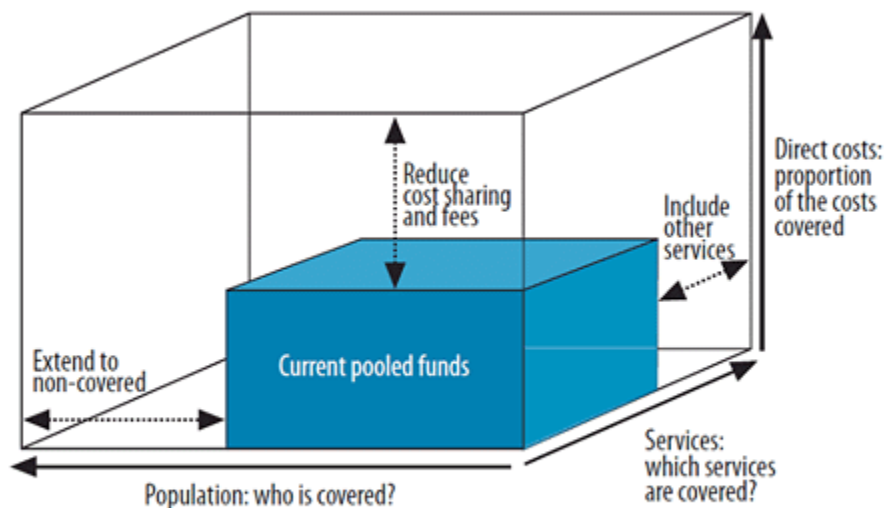 Reduce
cost sharing
and fees
Include
other
services
Direct costs:
proportion
of the costs
covered
Extend to
non-covered
Current pooled funds
Services:
which services
are covered?
Population: who is covered?